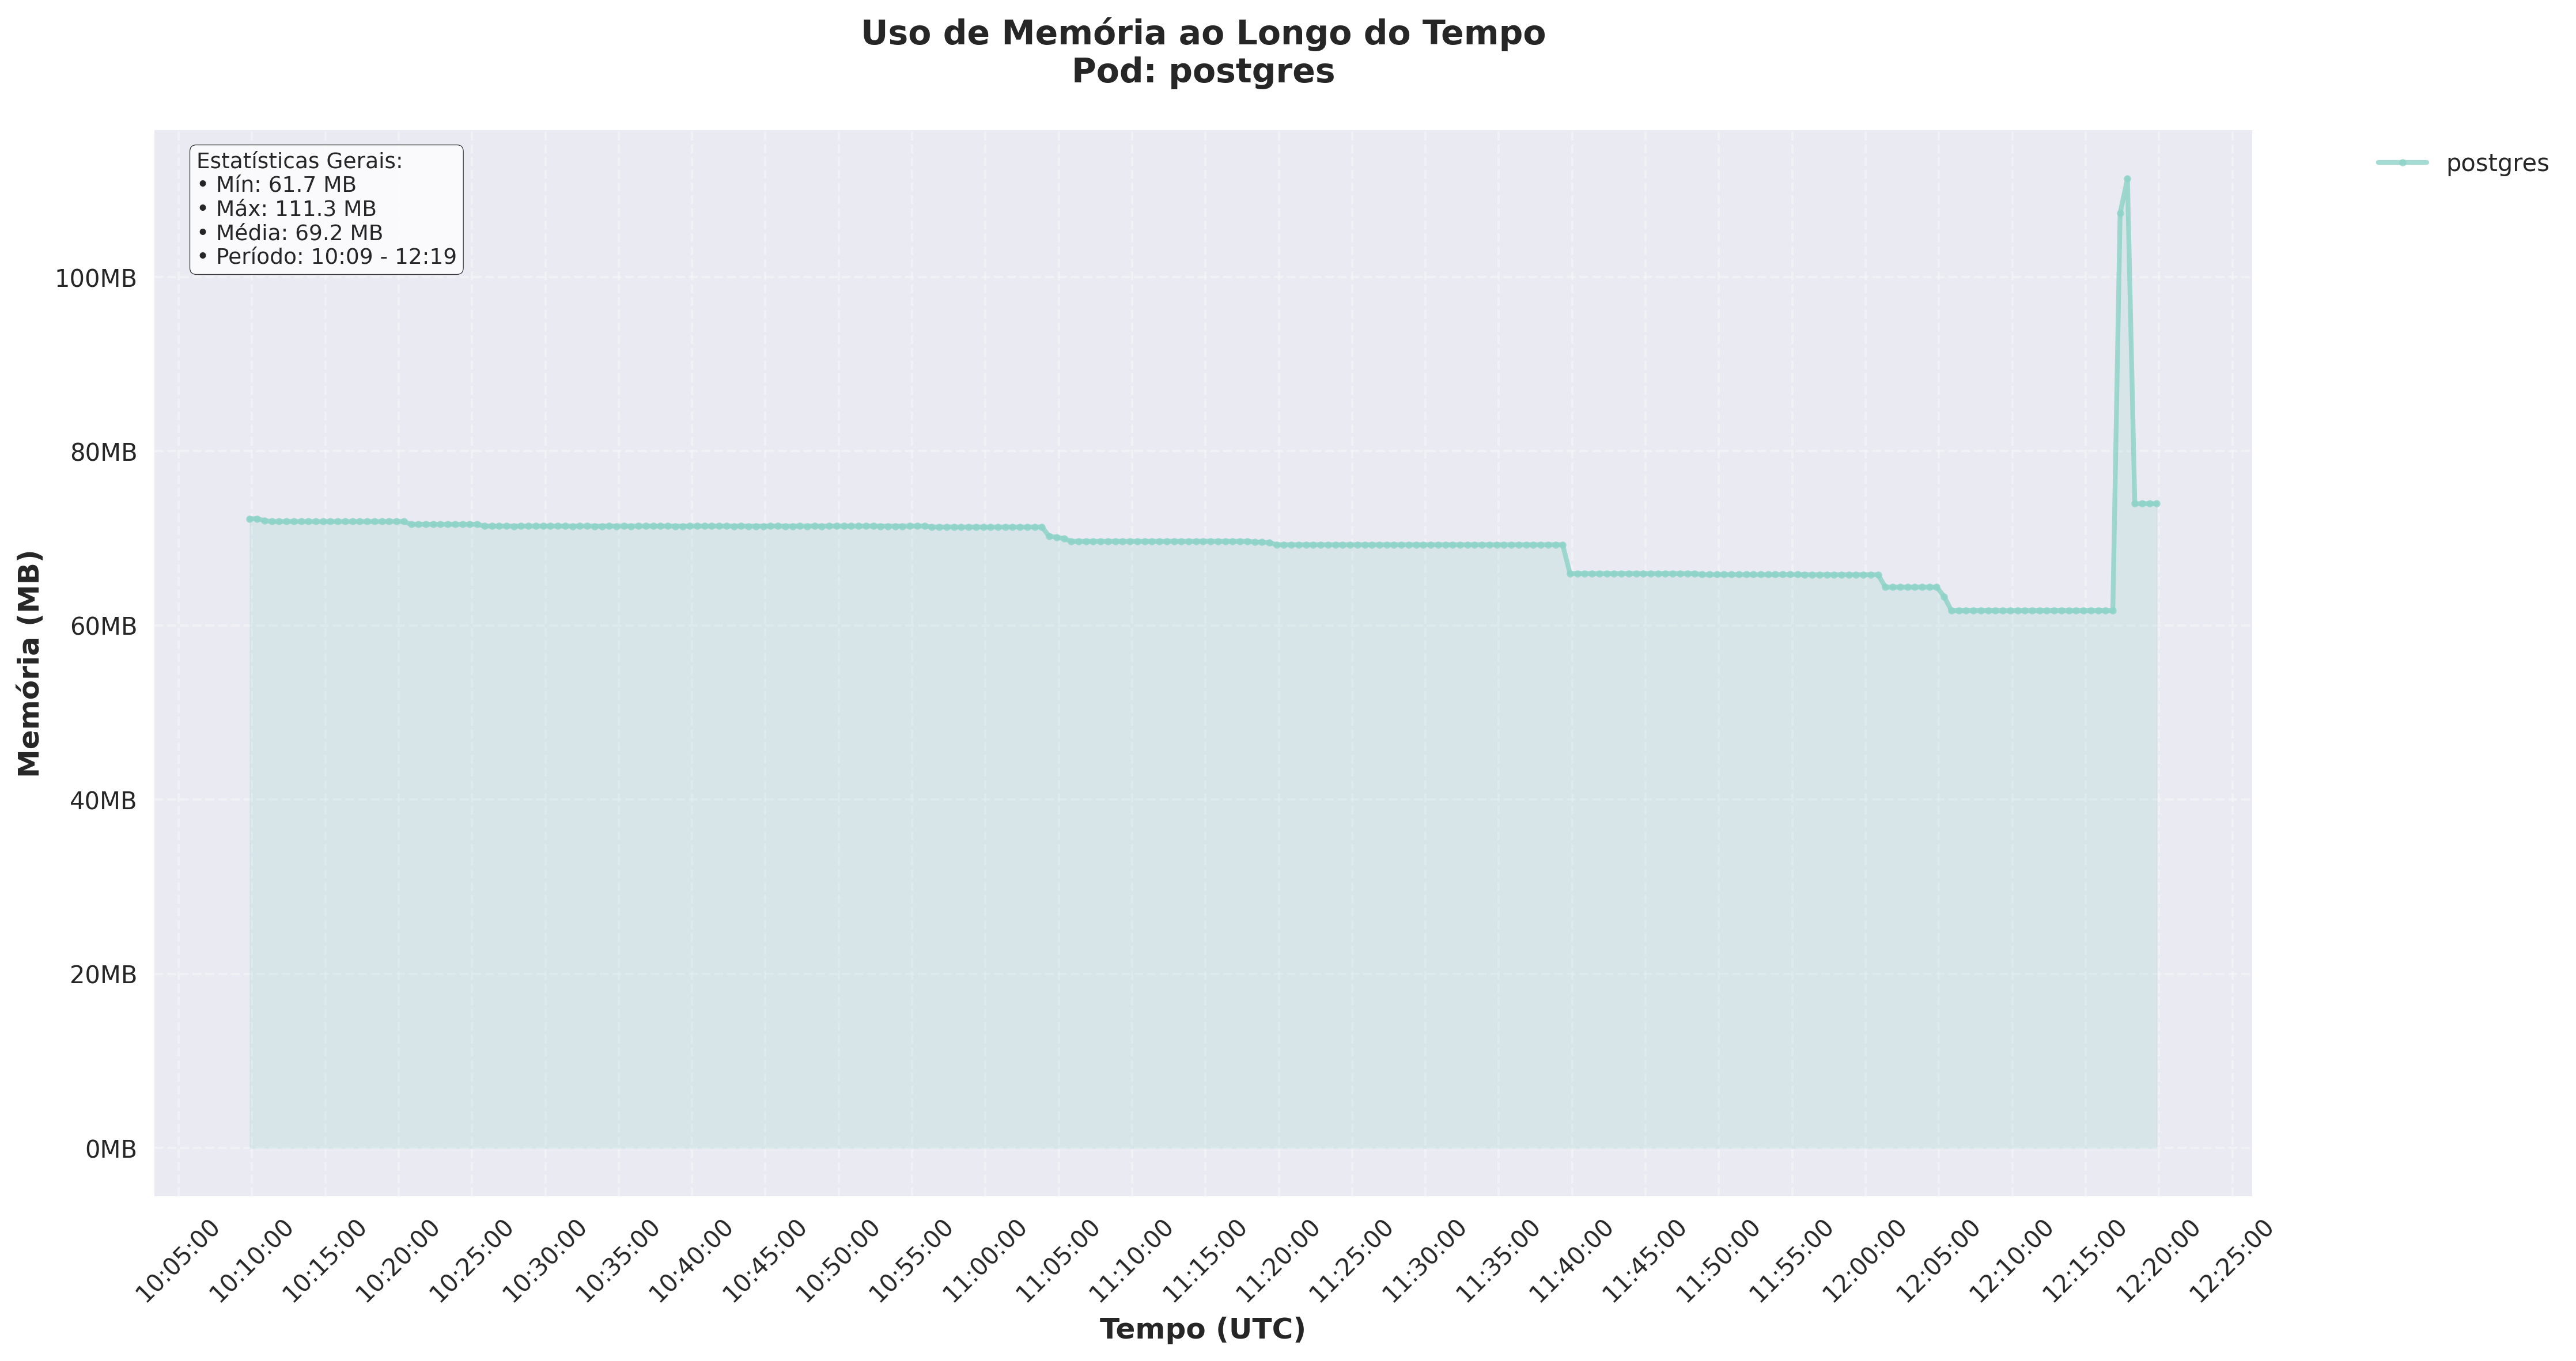 Uso de Memória ao Longo do Tempo
Pod: postgres
Estatísticas Gerais:
• Mín: 61.7 MB
• Máx: 111.3 MB
• Média: 69.2 MB
• Período: 10:09 - 12:19
postgres
100MB
80MB
60MB
40MB
20MB
0MB
Memória (MB)
10:05:00
10:10:00
10:15:00
10:20:00
10:25:00
10:30:00
10:35:00
10:40:00
10:45:00
10:50:00
10:55:00
11:00:00
11:05:00
11:10:00
11:15:00
11:20:00
11:25:00
11:30:00
11:35:00
11:40:00
11:45:00
11:50:00
11:55:00
12:00:00
12:05:00
12:10:00
12:15:00
12:20:00
12:25:00
Tempo (UTC)